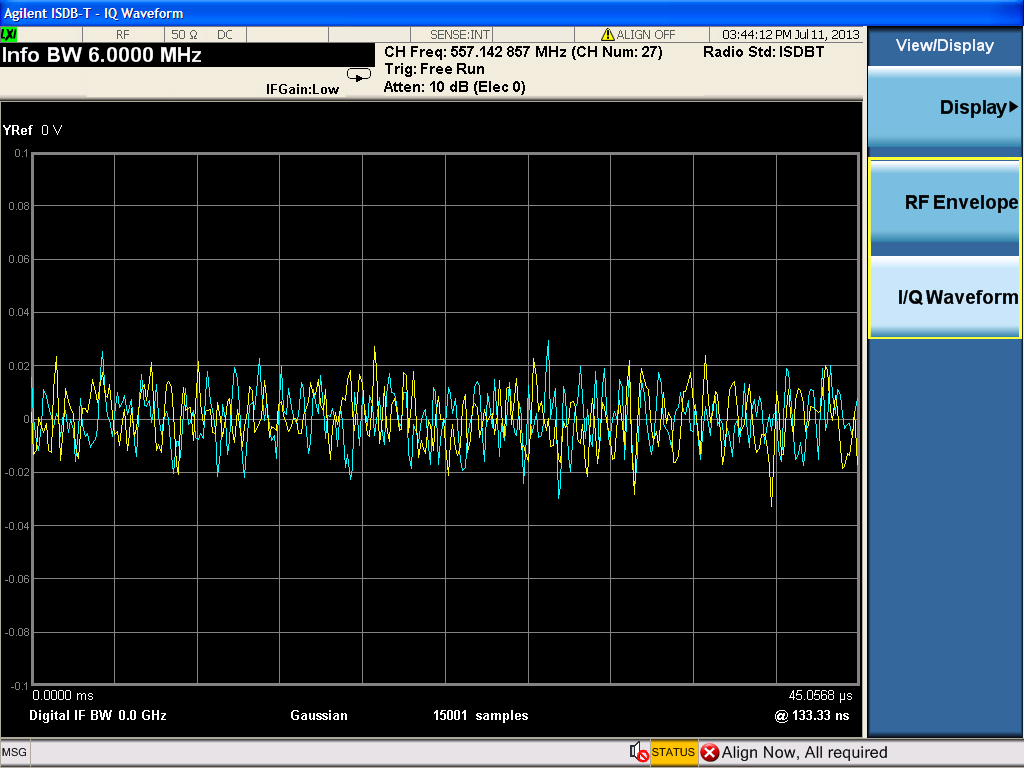 Agilent ISDB-T - IQ Waveform
LXI RF 50 Ω DC SENSE:INT ALIGN OFF 03:44:12 PM Jul 11, 2013
Info BW 6.0000 MHz
CH Freq: 557.142 857 MHz (CH Num: 27) Radio Std: ISDBT
Trig: Free Run
IFGain:Low Atten: 10 dB (Elec 0)
View/Display
Display
RF Envelope
I/Q Waveform
YRef 0 V
0.1
0.08
0.06
0.04
0.02
0
-0.02
-0.04
-0.06
-0.08
-0.1
0.0000 ms 45.0568 µs
Digital IF BW 0.0 GHz Gaussian 15001 samples @ 133.33 ns
MSG STATUS Align Now, All required